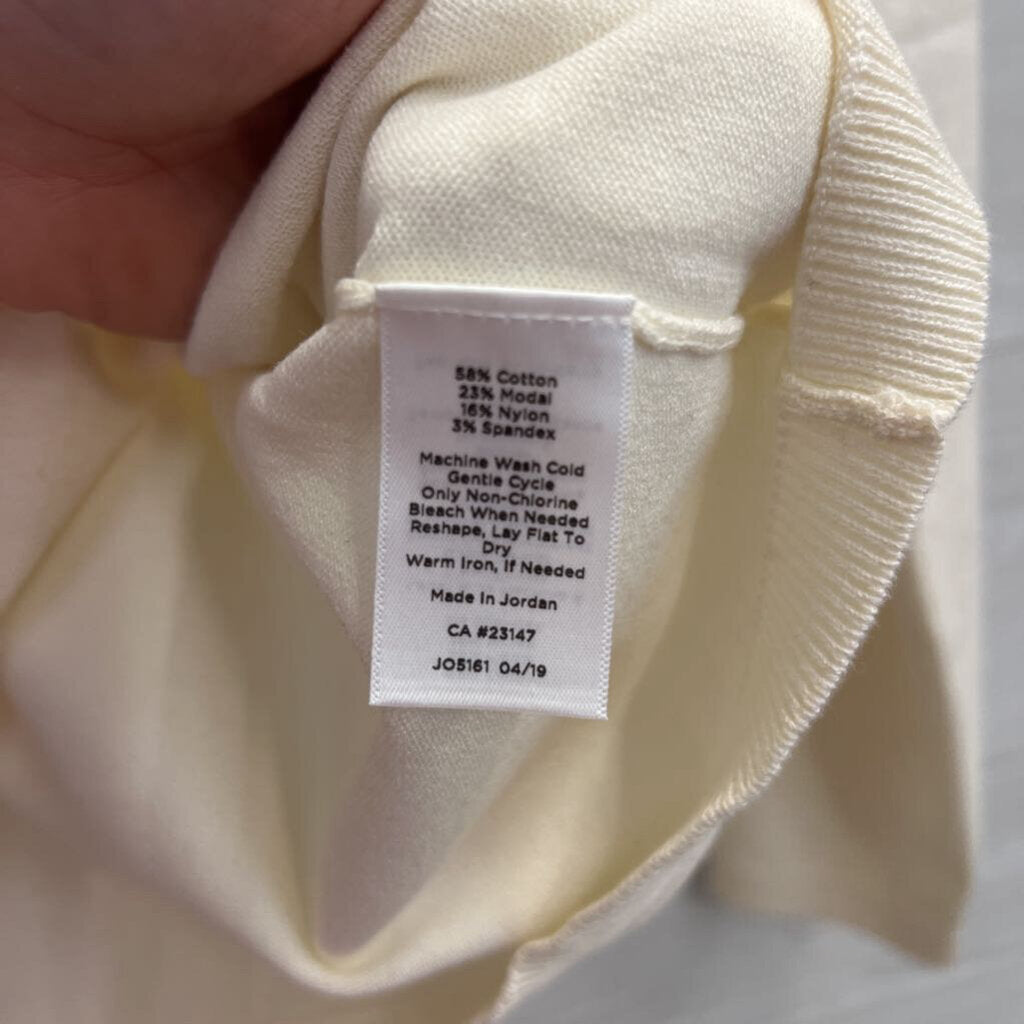 58% Cotton
23% Modal
16% Nylon
3% Spandex
Machine Wash Cold
Gentle Cycle
Only Non-Chlorine
Bleach When Needed
Reshape, Lay Flat To
Dry
Warm Iron, If Needed
Made In Jordan
CA #23147
JO5161 04/19